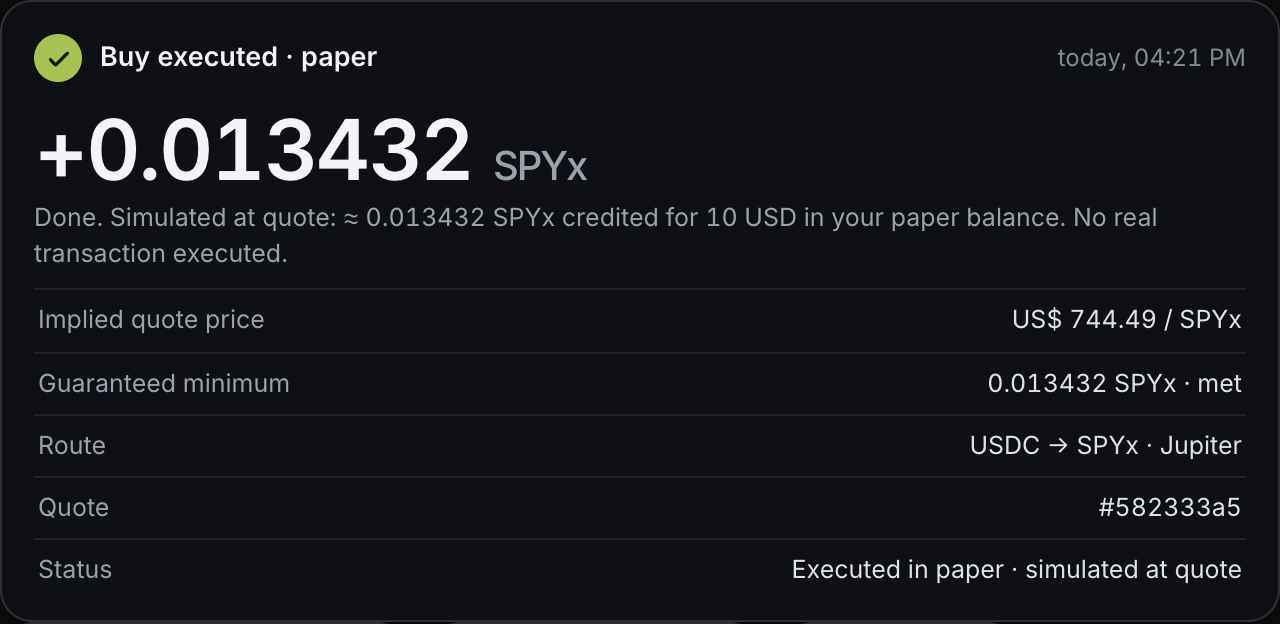 Buy executed · paper
today, 04:21 PM
+0.013432 SPYx
Done. Simulated at quote: ≈ 0.013432 SPYx credited for 10 USD in your paper balance. No real
transaction executed.
Implied quote price
US$ 744.49 / SPYx
Guaranteed minimum
0.013432 SPYx · met
Route
USDC → SPYx · Jupiter
Quote
#582333a5
Status
Executed in paper · simulated at quote